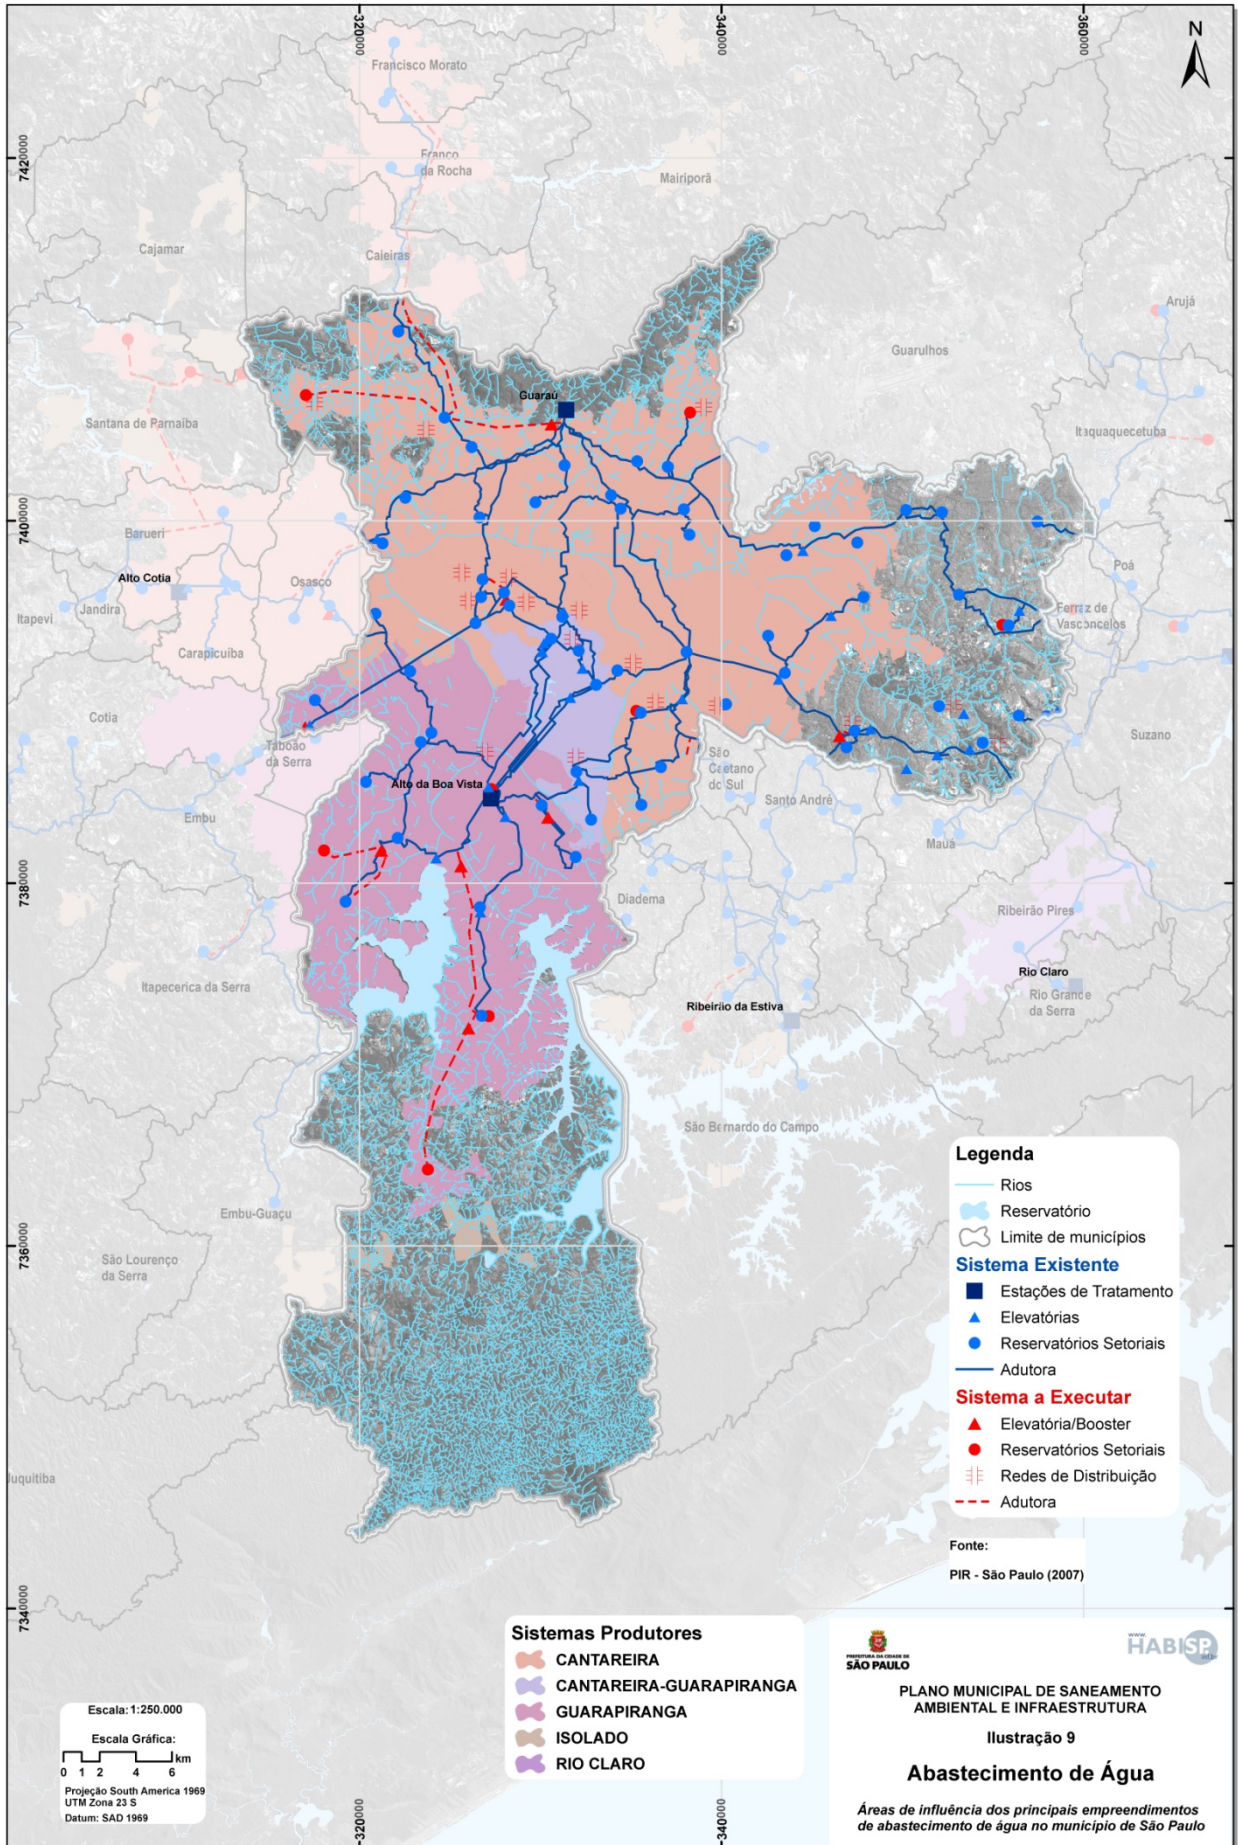 320000
340000
360000
N
Francisco Morato
7420000
Franco
da Rocha
Mairiporã
Cajamar
Caieiras
Arujá
Guarulhos
Guaraú
Santana de Parnaíba
Itaquaquecetuba
7400000
Barueri
Alto Cotia
Osasco
Poá
Jandira
Itapevi
Ferraz de
Vasconcelos
Carapicuiba
Cotia
Suzano
Taboão
da Serra
São
Caetano
do Sul
Alto da Boa Vista
Santo André
Embu
Mauá
7380000
Diadema
Ribeirão Pires
Itapecerica da Serra
Rio Claro
Rio Grande
da Serra
Ribeirão da Estiva
São Bernardo do Campo
Embu-Guaçu
7360000
São Lourenço
da Serra
Juquitiba
7340000
Legenda
Rios
Reservatório
Limite de municípios
Sistema Existente
Estações de Tratamento
Elevatórias
Reservatórios Setoriais
Adutora
Sistema a Executar
Elevatória/Booster
Reservatórios Setoriais
Redes de Distribuição
Adutora
Fonte:
PIR - São Paulo (2007)
Sistemas Produtores
CANTAREIRA
CANTAREIRA-GUARAPIRANGA
GUARAPIRANGA
ISOLADO
RIO CLARO
Escala: 1:250.000
Escala Gráfica:
km
0 1 2 4 6
Projeção South America 1969
UTM Zona 23 S
Datum: SAD 1969
PREFEITURA DA CIDADE DE
SÃO PAULO
www.
HABISP
PLANO MUNICIPAL DE SANEAMENTO
AMBIENTAL E INFRAESTRUTURA
Ilustração 9
Abastecimento de Água
Áreas de influência dos principais empreendimentos
de abastecimento de água no município de São Paulo
320000
340000